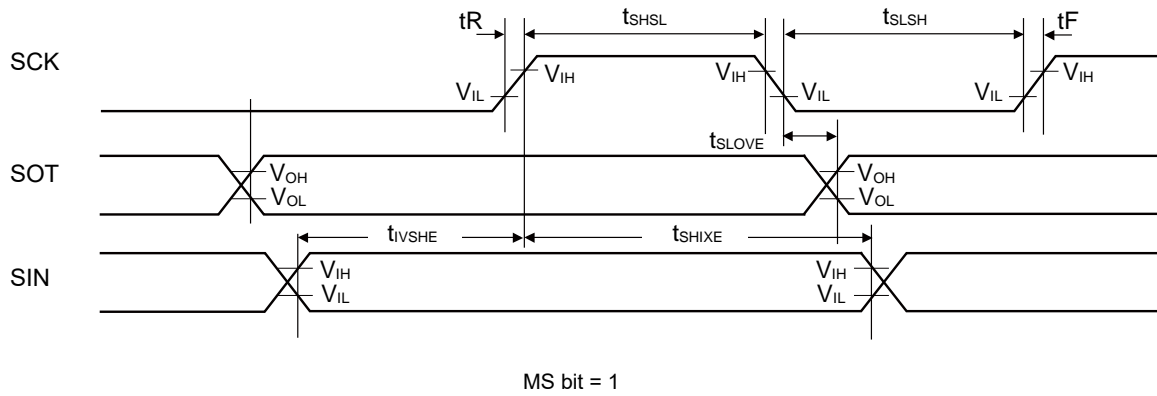 tR tSHSL tSLSH tF
SCK VIH VIH VIH
VIL VIL VIL
tSLOVE
SOT VOH VOH
VOL VOL
tIVSHE tSHIXE
SIN VIH VIH
VIL VIL
MS bit = 1